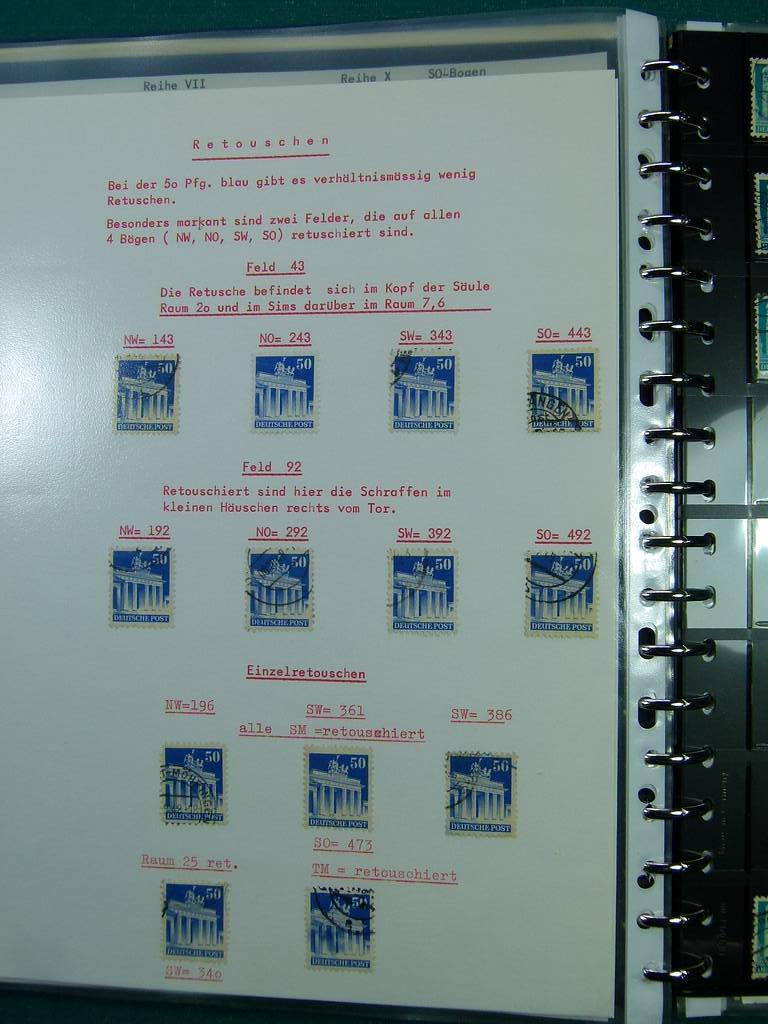 Reihe VII Reihe X SO-Bogen
Retouschen
Bei der 5o Pfg. blau gibt es verhältnismässig wenig
Retuschen.
Besonders markant sind zwei Felder, die auf allen
4 Bögen ( NW, NO, SW, SO) retuschiert sind.
Feld 43
Die Retusche befindet sich im Kopf der Säule
Raum 2o und im Sims darüber im Raum 7,6
NW= 143 NO= 243 SW= 343 SO= 443
50 50 50 50
DEUTSCHE POST DEUTSCHE POST DEUTSCHE POST
Feld 92
Retouschiert sind hier die Schraffen im
kleinen Häuschen rechts vom Tor.
NW= 192 NO= 292 SW= 392 SO= 492
50 50 50 50
DEUTSCHE POST DEUTSCHE POST DEUTSCHE POST DEUTSCHE POST
Einzelretouschen
NW=196 SW= 361 SW= 386
alle SM =retouschiert
50 50 50
DEUTSCHE POST DEUTSCHE POST DEUTSCHE POST
SO= 473
Raum 25 ret. TM = retouschiert
50 50
DEUTSCHE POST DEUTSCHE POST
SW= 34o